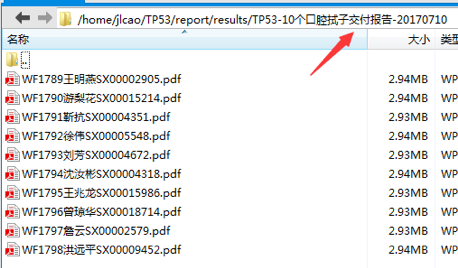 /home/jlcao/TP53/report/results/TP53-10个口腔拭子交付报告-20170710
名称 大小 类型
..
WF1789王明燕SX00002905.pdf 2.94MB WP
WF1790游梨花SX00015214.pdf 2.94MB WP
WF1791靳抗SX00004351.pdf 2.93MB WP
WF1792徐伟SX00005548.pdf 2.94MB WP
WF1793刘芳SX00004672.pdf 2.93MB WP
WF1794沈汝彬SX00004318.pdf 2.94MB WP
WF1795王兆龙SX00015986.pdf 2.94MB WP
WF1796曾琼华SX00018714.pdf 2.93MB WP
WF1797詹云SX00002579.pdf 2.93MB WP
WF1798洪远平SX00009452.pdf 2.94MB WP